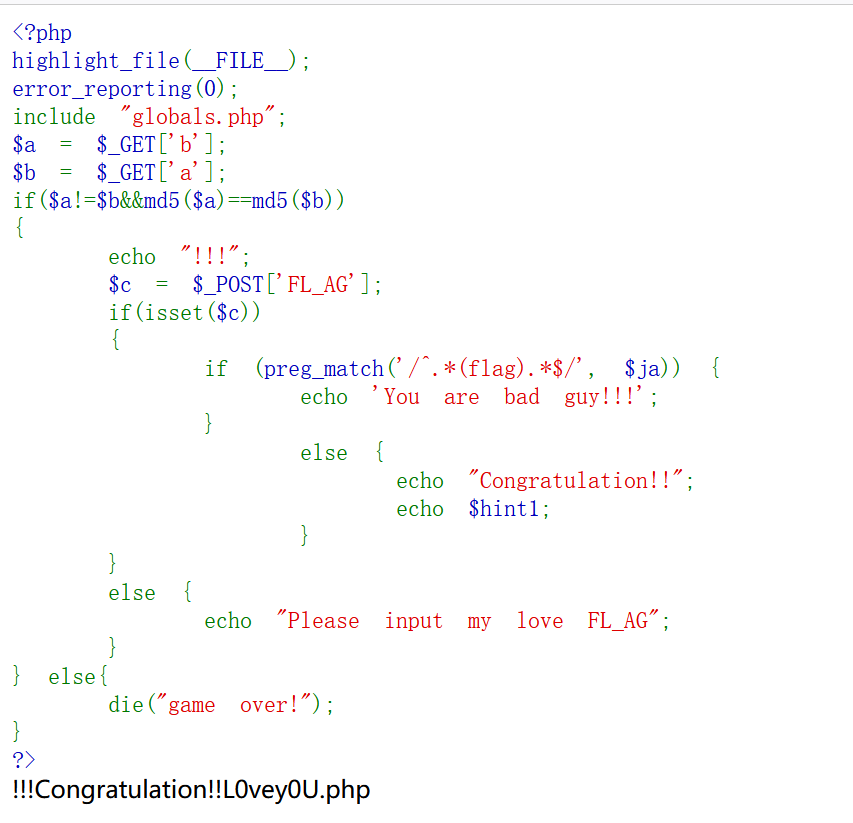 <?php
highlight_file(__FILE__);
error_reporting(0);
include "globals.php";
$a = $_GET['b'];
$b = $_GET['a'];
if($a!=$b&&md5($a)==md5($b))
{
echo "!!!";
$c = $_POST['FL_AG'];
if(isset($c))
{
if (preg_match('/^.*(flag).*$/', $ja)) {
echo 'You are bad guy!!!';
}
else {
echo "Congratulation!!";
echo $hint1;
}
}
else {
echo "Please input my love FL_AG";
}
} else{
die("game over!");
}
?>
!!!Congratulation!!L0vey0U.php